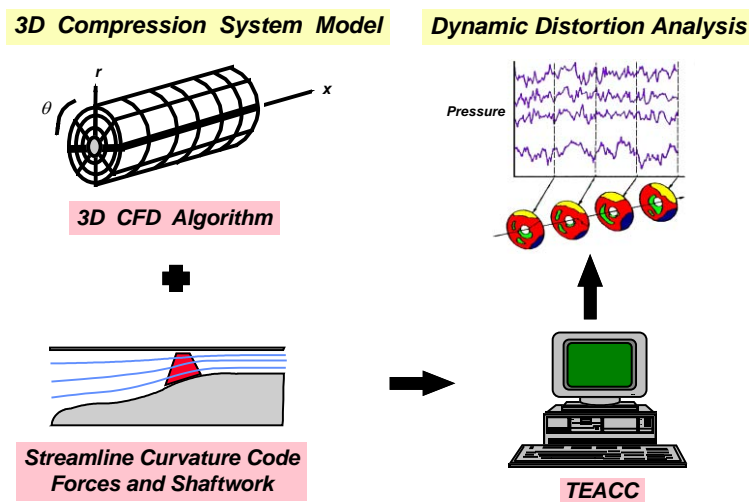 3D Compression System Model
Dynamic Distortion Analysis
r
θ
x
3D CFD Algorithm
Pressure
Streamline Curvature Code
Forces and Shaftwork
TEACC